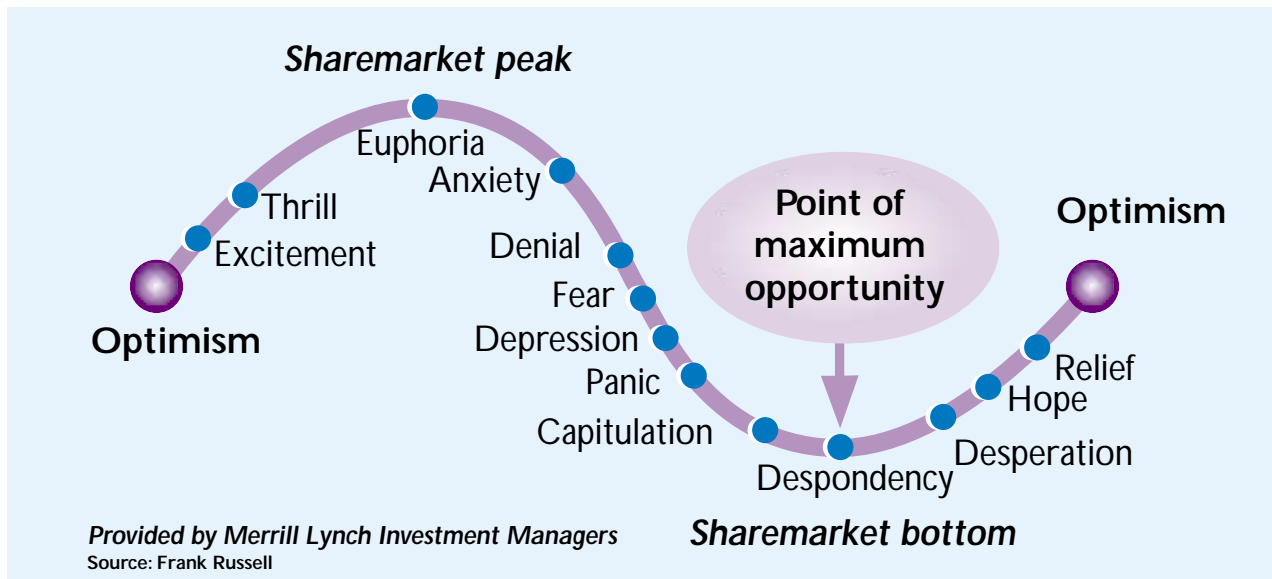 Sharemarket peak
Euphoria
Anxiety
Thrill
Excitement
Optimism
Denial
Fear
Depression
Panic
Capitulation
Point of
maximum
opportunity
Optimism
Relief
Hope
Desperation
Despondency
Sharemarket bottom
Provided by Merrill Lynch Investment Managers
Source: Frank Russell